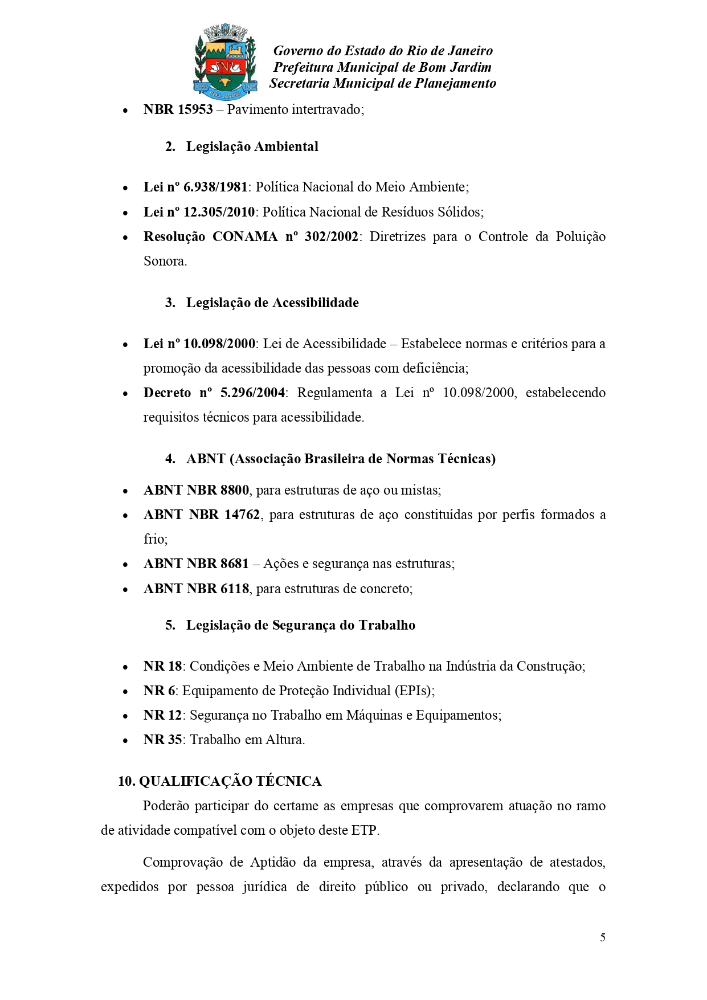 Governo do Estado do Rio de Janeiro
Prefeitura Municipal de Bom Jardim
Secretaria Municipal de Planejamento
N
1893 1924
BOM JARDIM
• NBR 15953 – Pavimento intertravado;
2. Legislação Ambiental
• Lei nº 6.938/1981: Política Nacional do Meio Ambiente;
• Lei nº 12.305/2010: Política Nacional de Resíduos Sólidos;
• Resolução CONAMA nº 302/2002: Diretrizes para o Controle da Poluição
Sonora.
3. Legislação de Acessibilidade
• Lei nº 10.098/2000: Lei de Acessibilidade – Estabelece normas e critérios para a
promoção da acessibilidade das pessoas com deficiência;
• Decreto nº 5.296/2004: Regulamenta a Lei nº 10.098/2000, estabelecendo
requisitos técnicos para acessibilidade.
4. ABNT (Associação Brasileira de Normas Técnicas)
• ABNT NBR 8800, para estruturas de aço ou mistas;
• ABNT NBR 14762, para estruturas de aço constituídas por perfis formados a
frio;
• ABNT NBR 8681 – Ações e segurança nas estruturas;
• ABNT NBR 6118, para estruturas de concreto;
5. Legislação de Segurança do Trabalho
• NR 18: Condições e Meio Ambiente de Trabalho na Indústria da Construção;
• NR 6: Equipamento de Proteção Individual (EPIs);
• NR 12: Segurança no Trabalho em Máquinas e Equipamentos;
• NR 35: Trabalho em Altura.
10. QUALIFICAÇÃO TÉCNICA
Poderão participar do certame as empresas que comprovarem atuação no ramo
de atividade compatível com o objeto deste ETP.
Comprovação de Aptidão da empresa, através da apresentação de atestados,
expedidos por pessoa jurídica de direito público ou privado, declarando que o
5